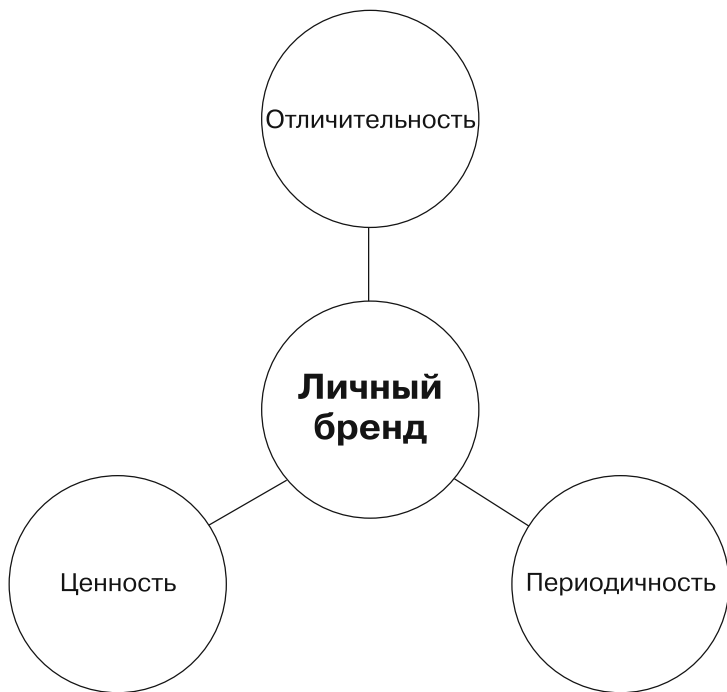 Отличительность
Личный
бренд
Ценность
Периодичность